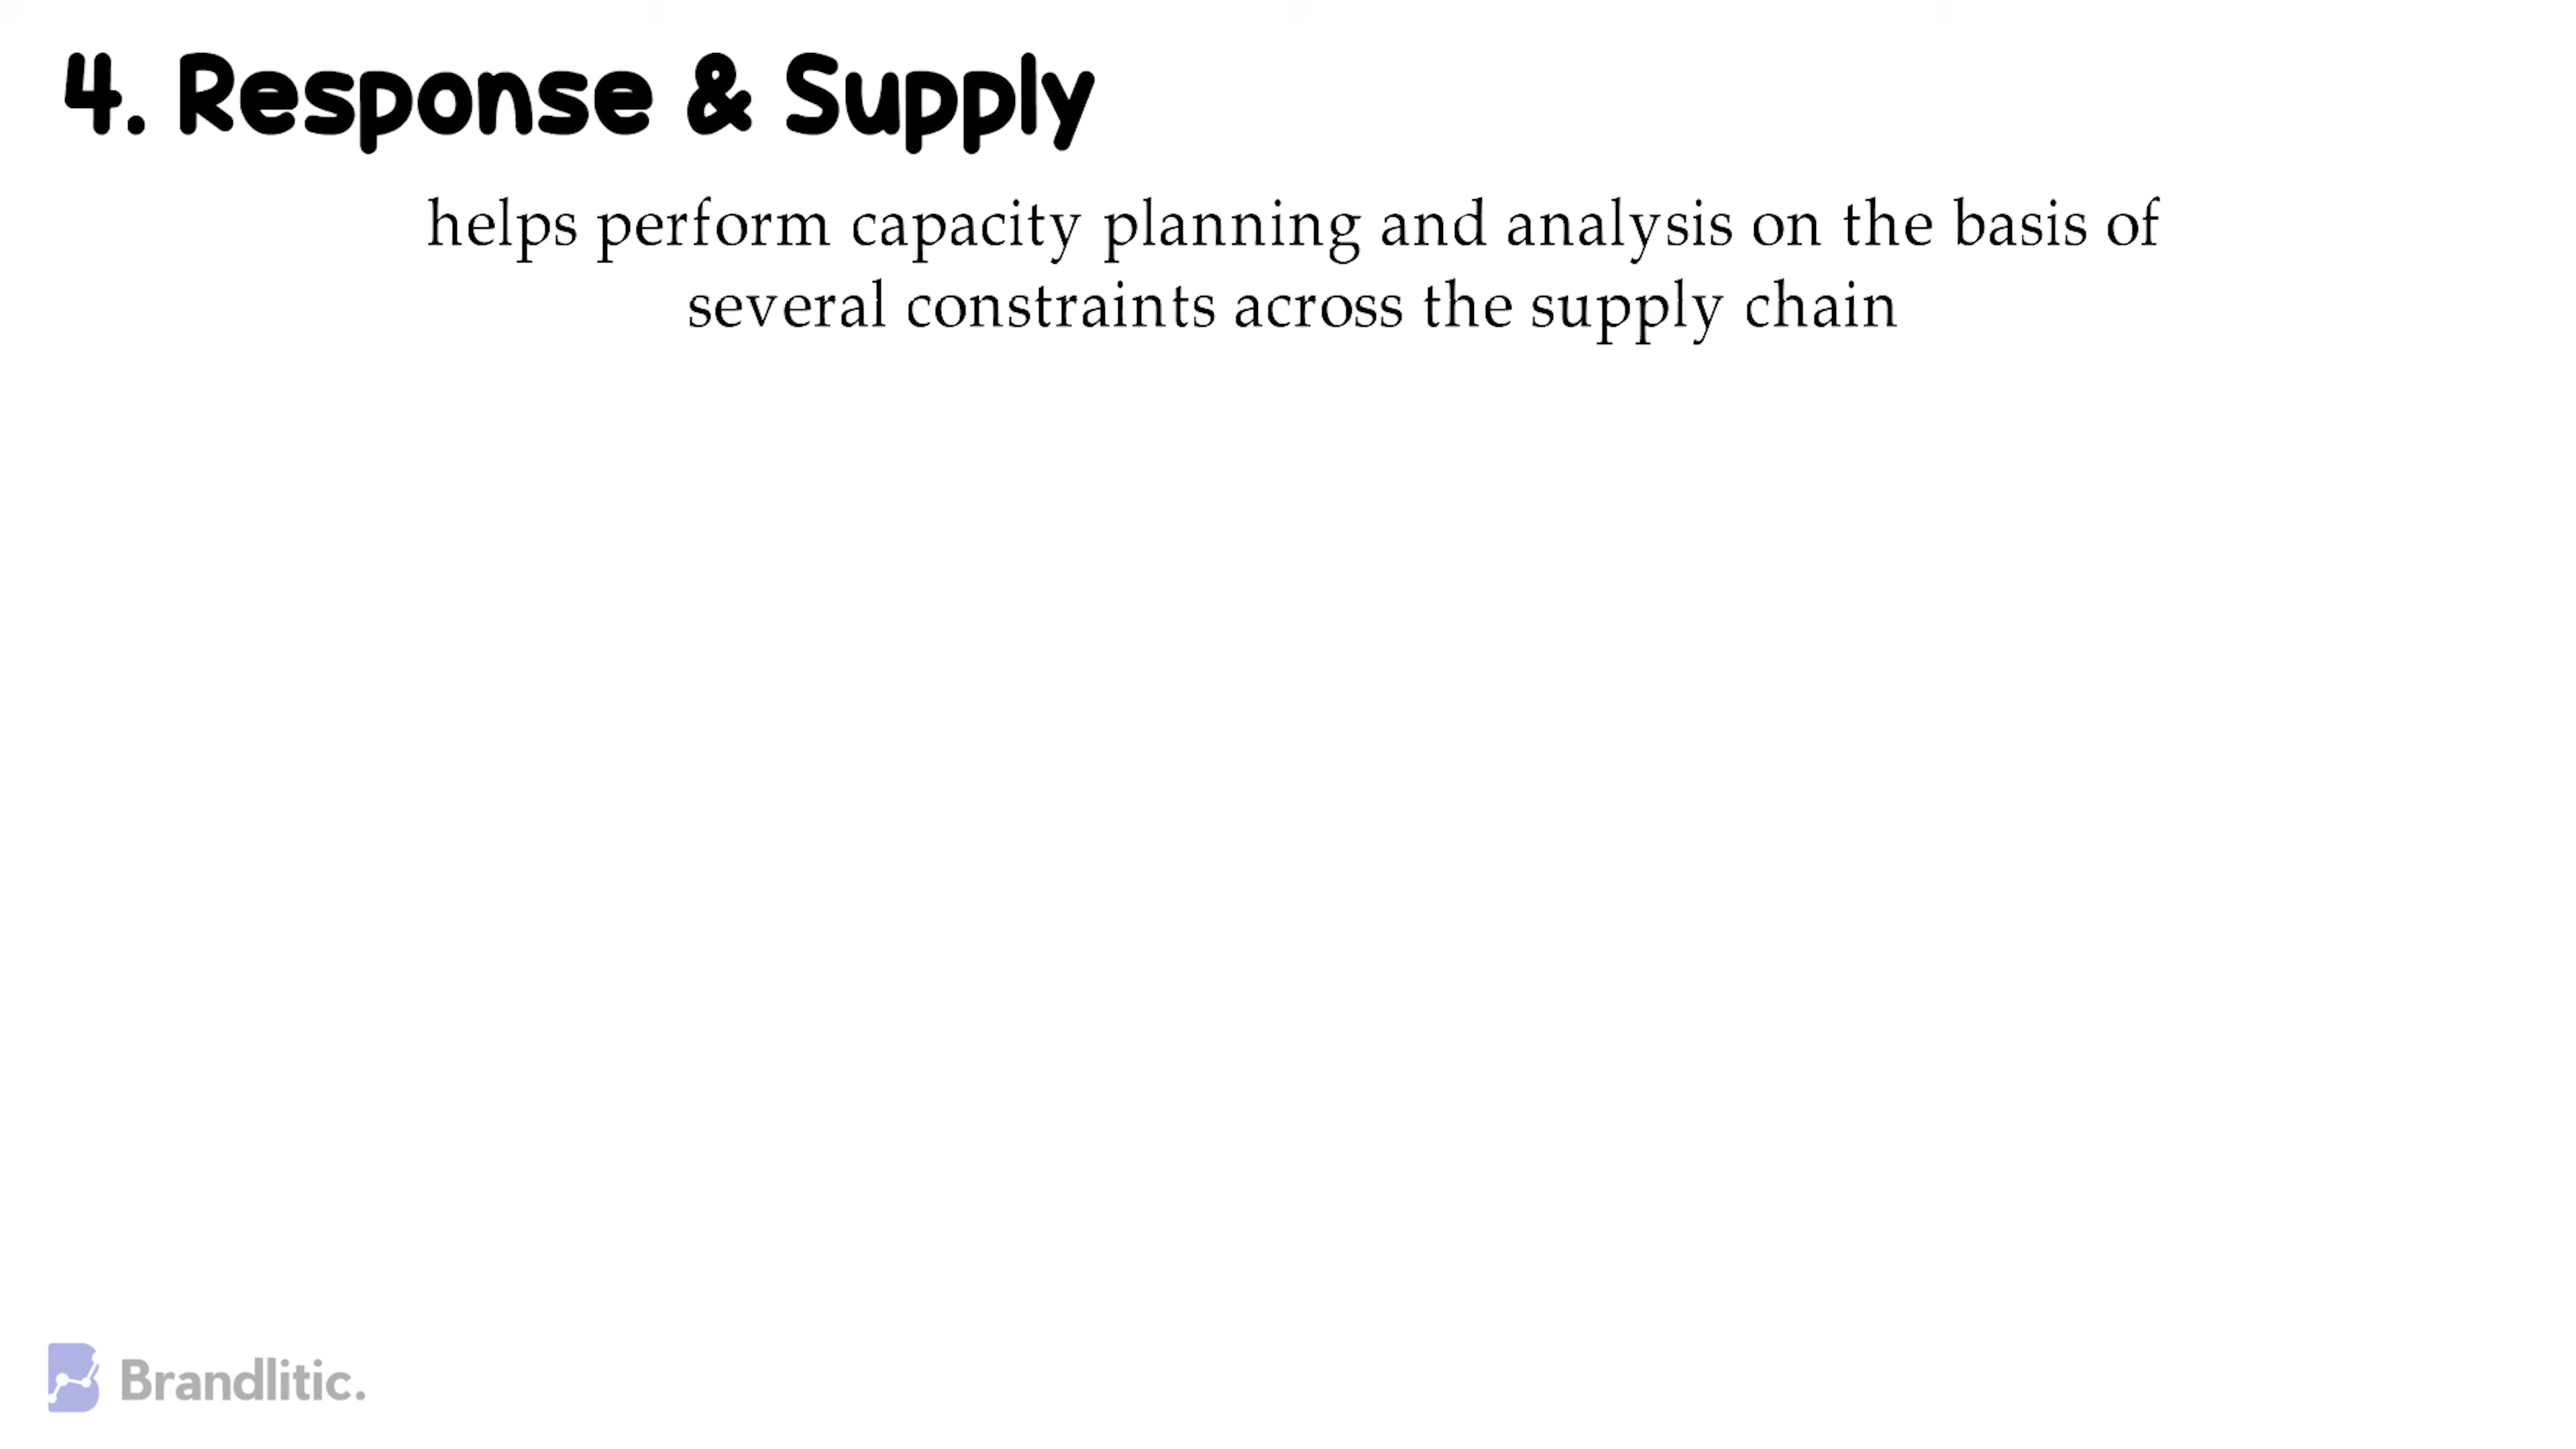 4. Response & Supply
helps perform capacity planning and analysis on the basis of
several constraints across the supply chain
Brandlitic.